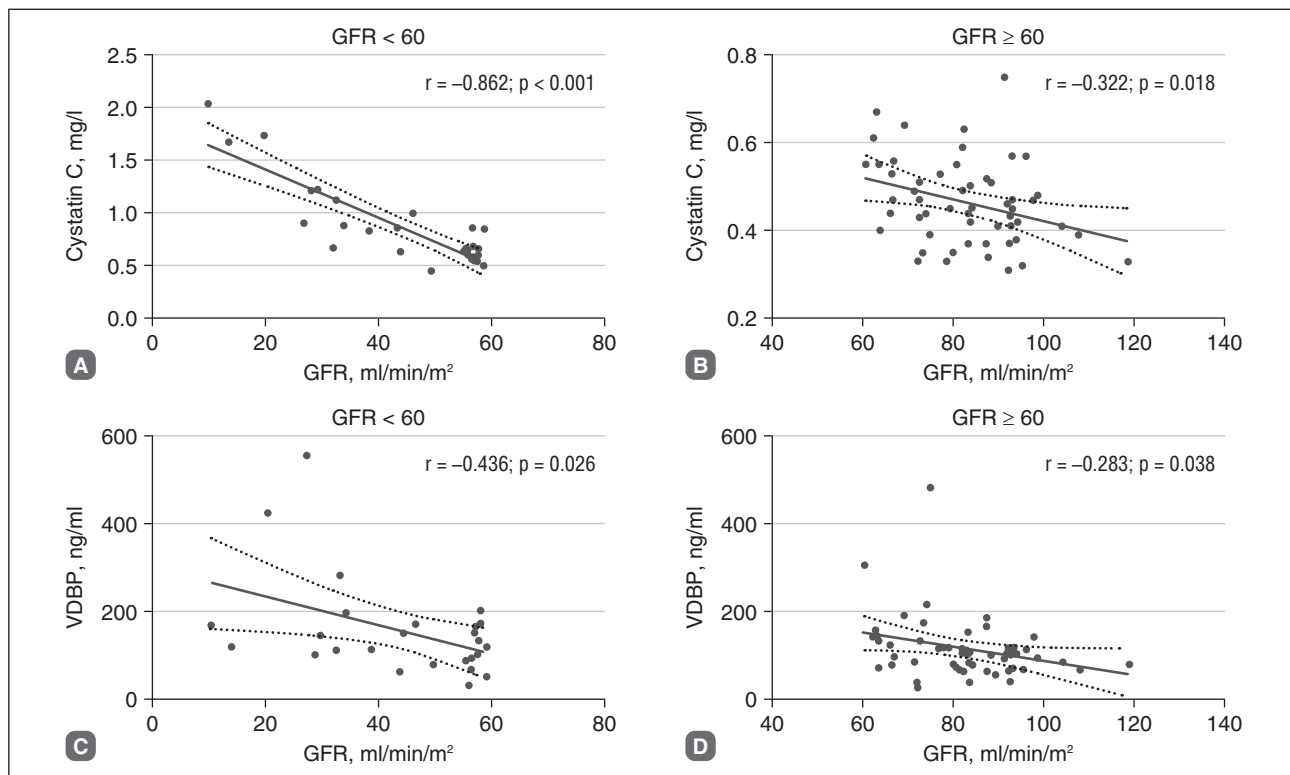 GFR < 60
r = –0.862; p < 0.001
Cystatin C, mg/l
2.5
2.0
1.5
1.0
0.5
0.0
0 20 40 60 80
A
GFR, ml/min/m²
GFR ≥ 60
r = –0.322; p = 0.018
Cystatin C, mg/l
0.8
0.6
0.4
0.2
40 60 80 100 120 140
B
GFR, ml/min/m²
GFR < 60
r = –0.436; p = 0.026
VDBP, ng/ml
600
400
200
0
0 20 40 60 80
C
GFR, ml/min/m²
GFR ≥ 60
r = –0.283; p = 0.038
VDBP, ng/ml
600
400
200
0
40 60 80 100 120 140
D
GFR, ml/min/m²